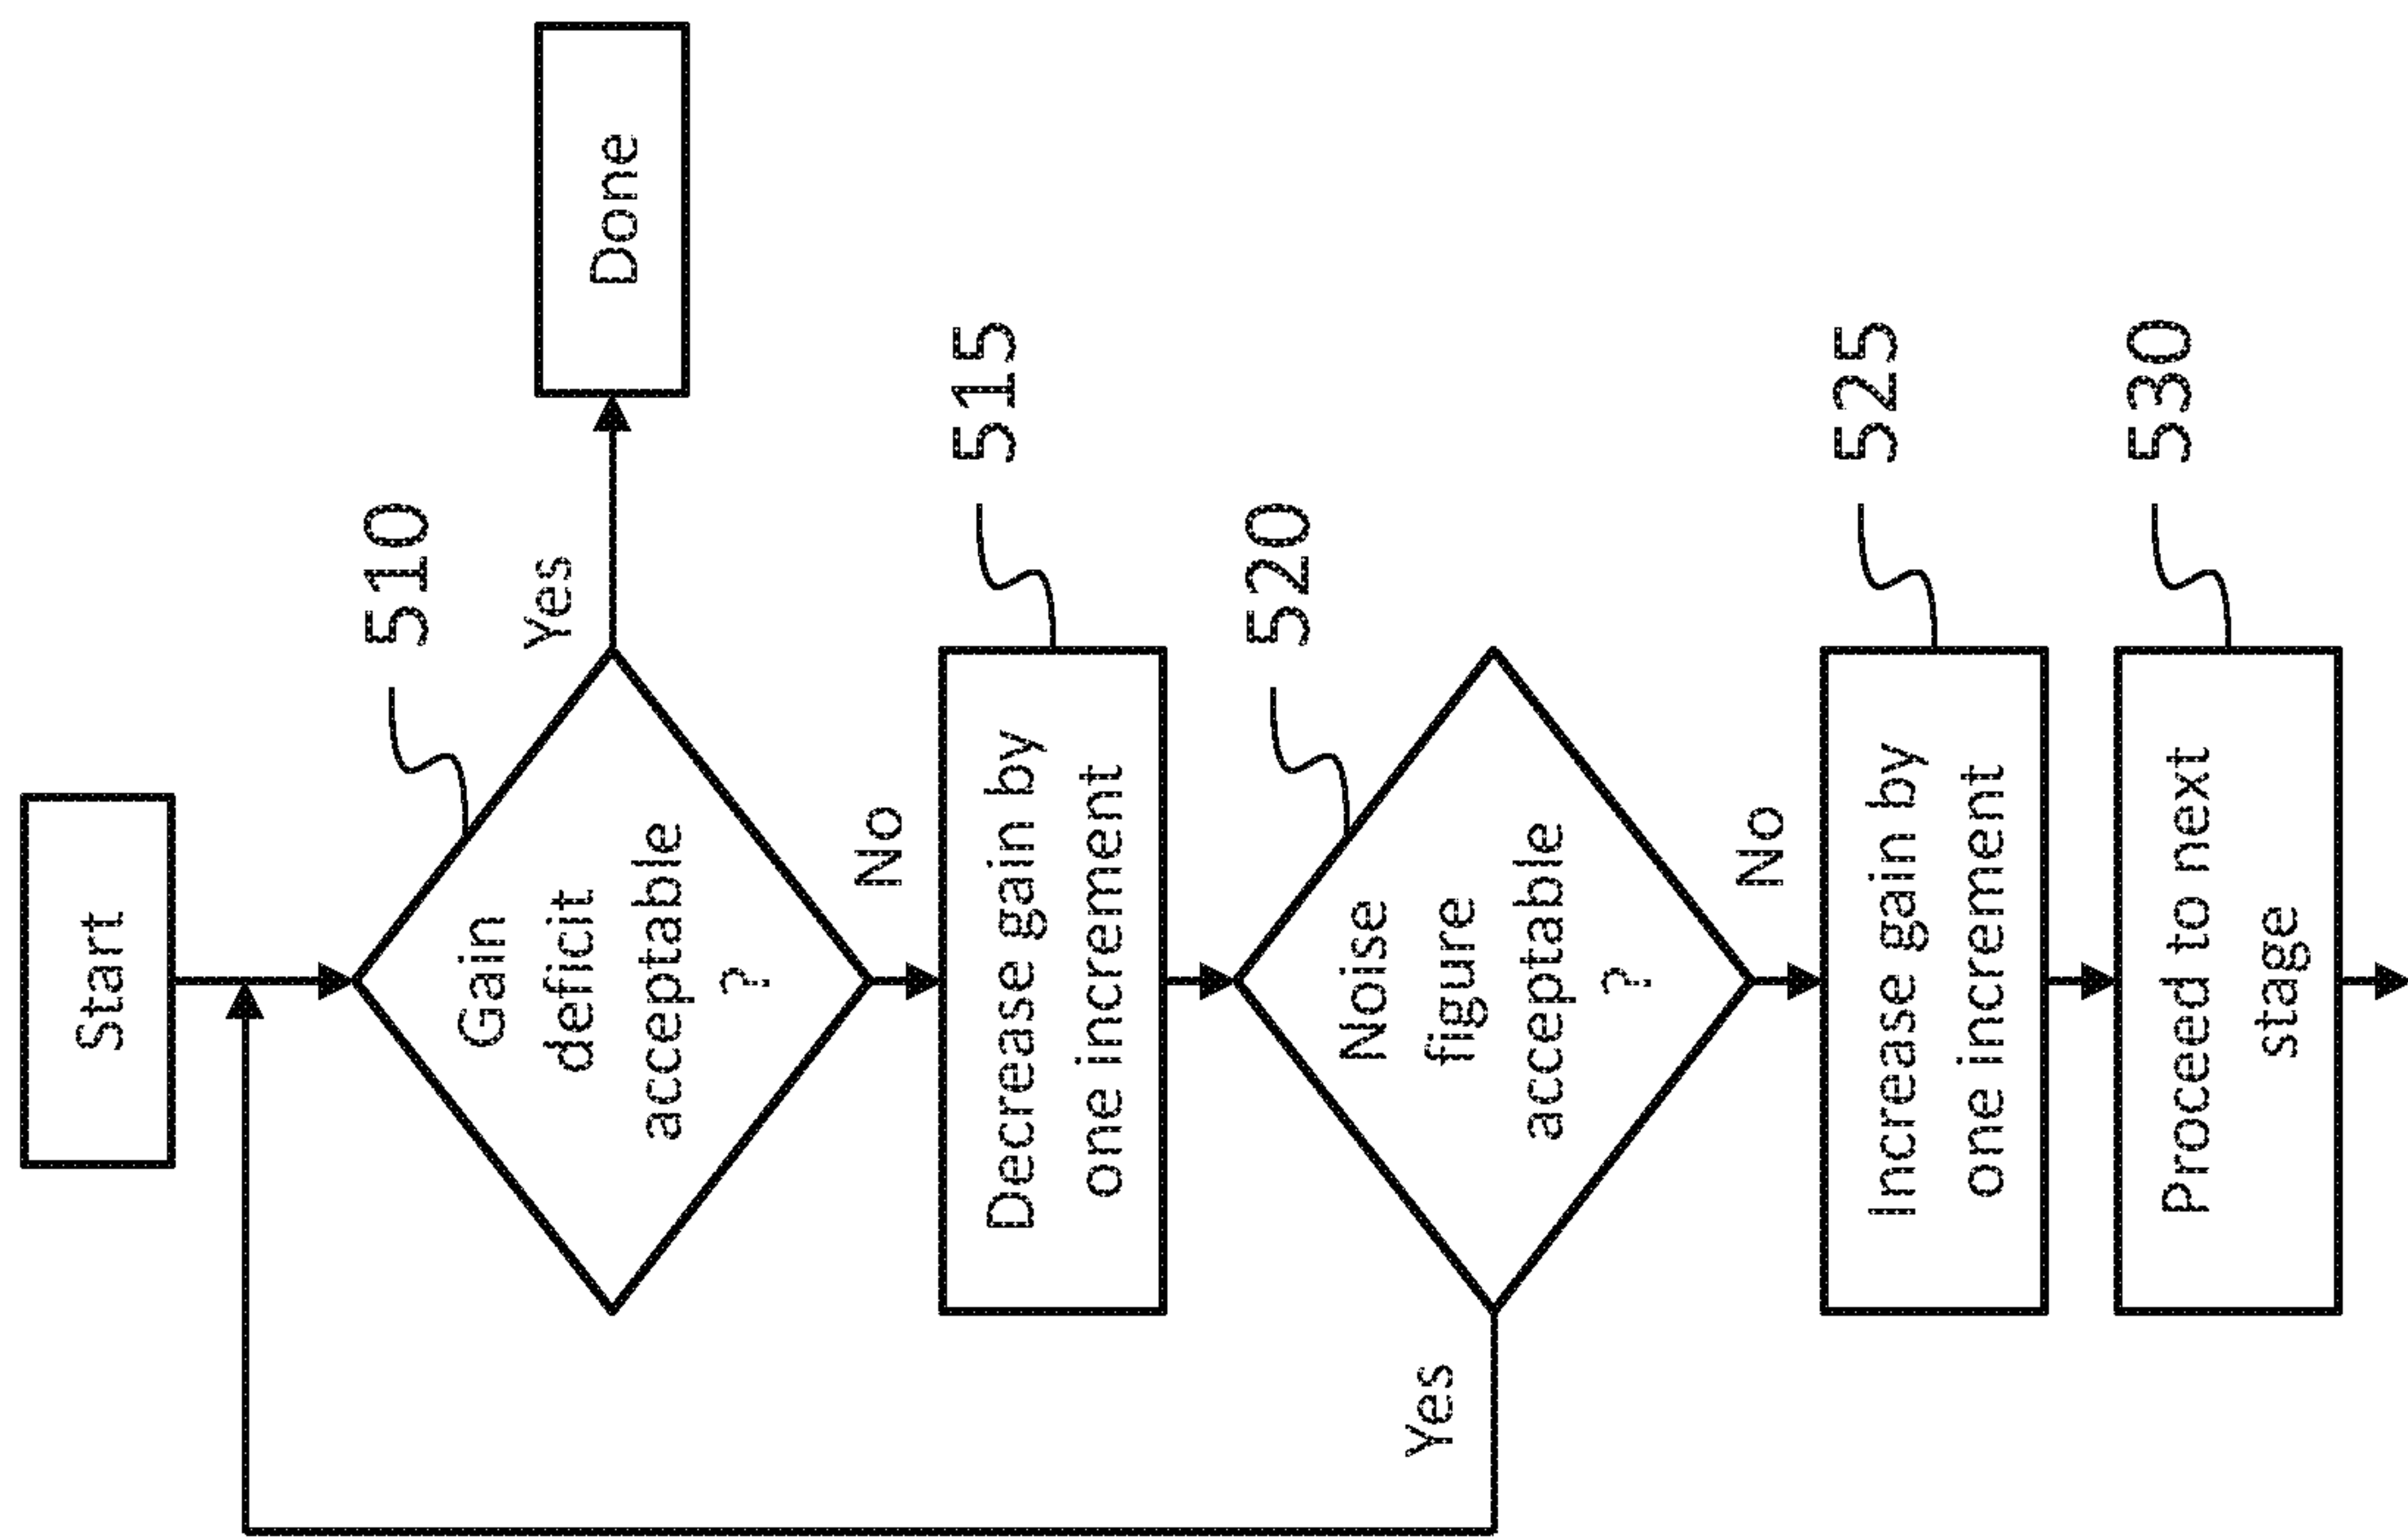 Start
510
Gain
deficit
acceptable
?
Yes
Done
No
515
Decrease gain by
one increment
520
Noise
figure
acceptable
?
Yes
No
525
Increase gain by
one increment
530
Proceed to next
stage